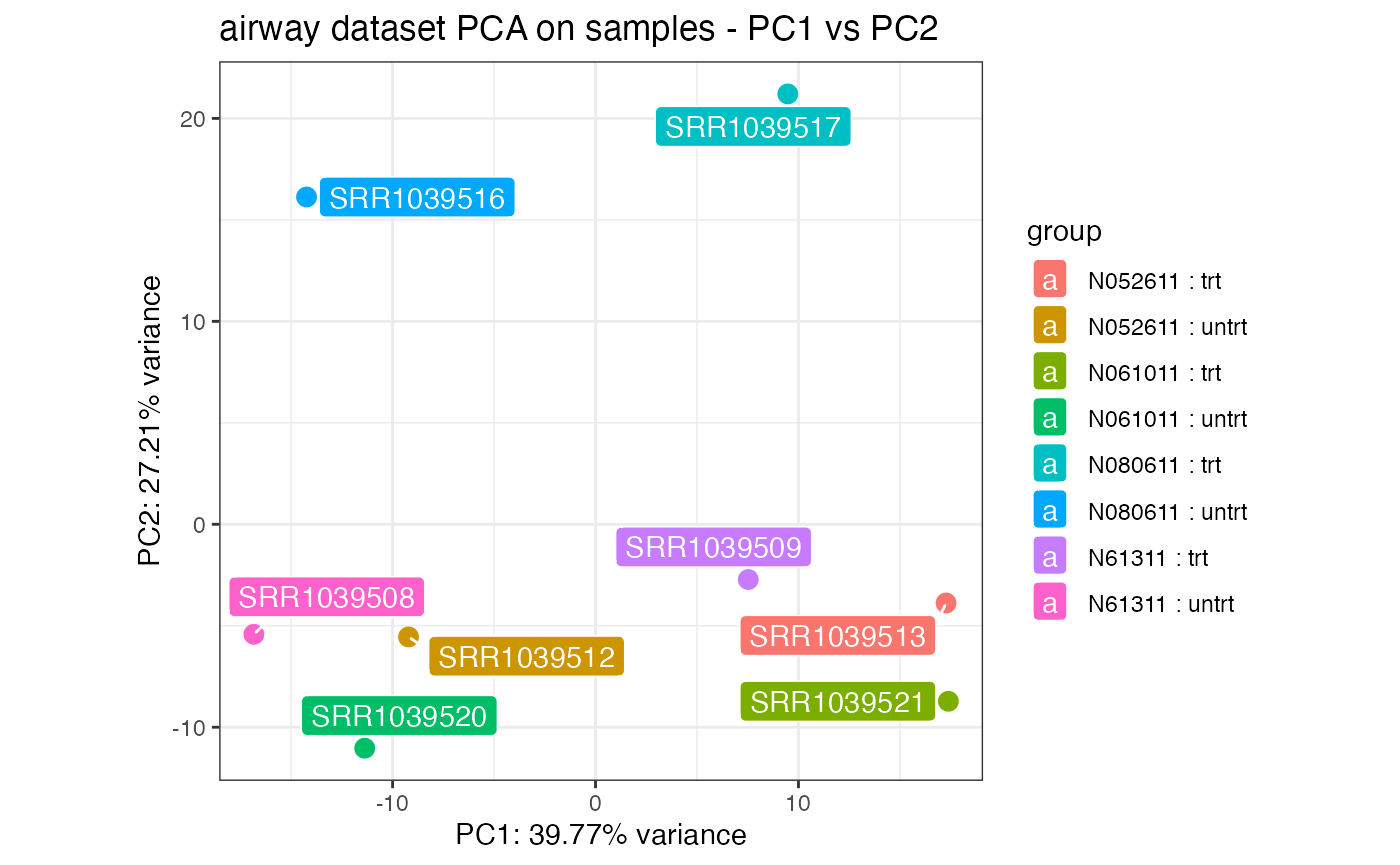 airway dataset PCA on samples - PC1 vs PC2
20
10
0
-10
PC2: 27.21% variance
SRR1039517
SRR1039516
SRR1039509
SRR1039508
SRR1039513
SRR1039512
SRR1039521
SRR1039520
-10
0
10
PC1: 39.77% variance
group
a N052611 : trt
a N052611 : untrt
a N061011 : trt
a N061011 : untrt
a N080611 : trt
a N080611 : untrt
a N61311 : trt
a N61311 : untrt